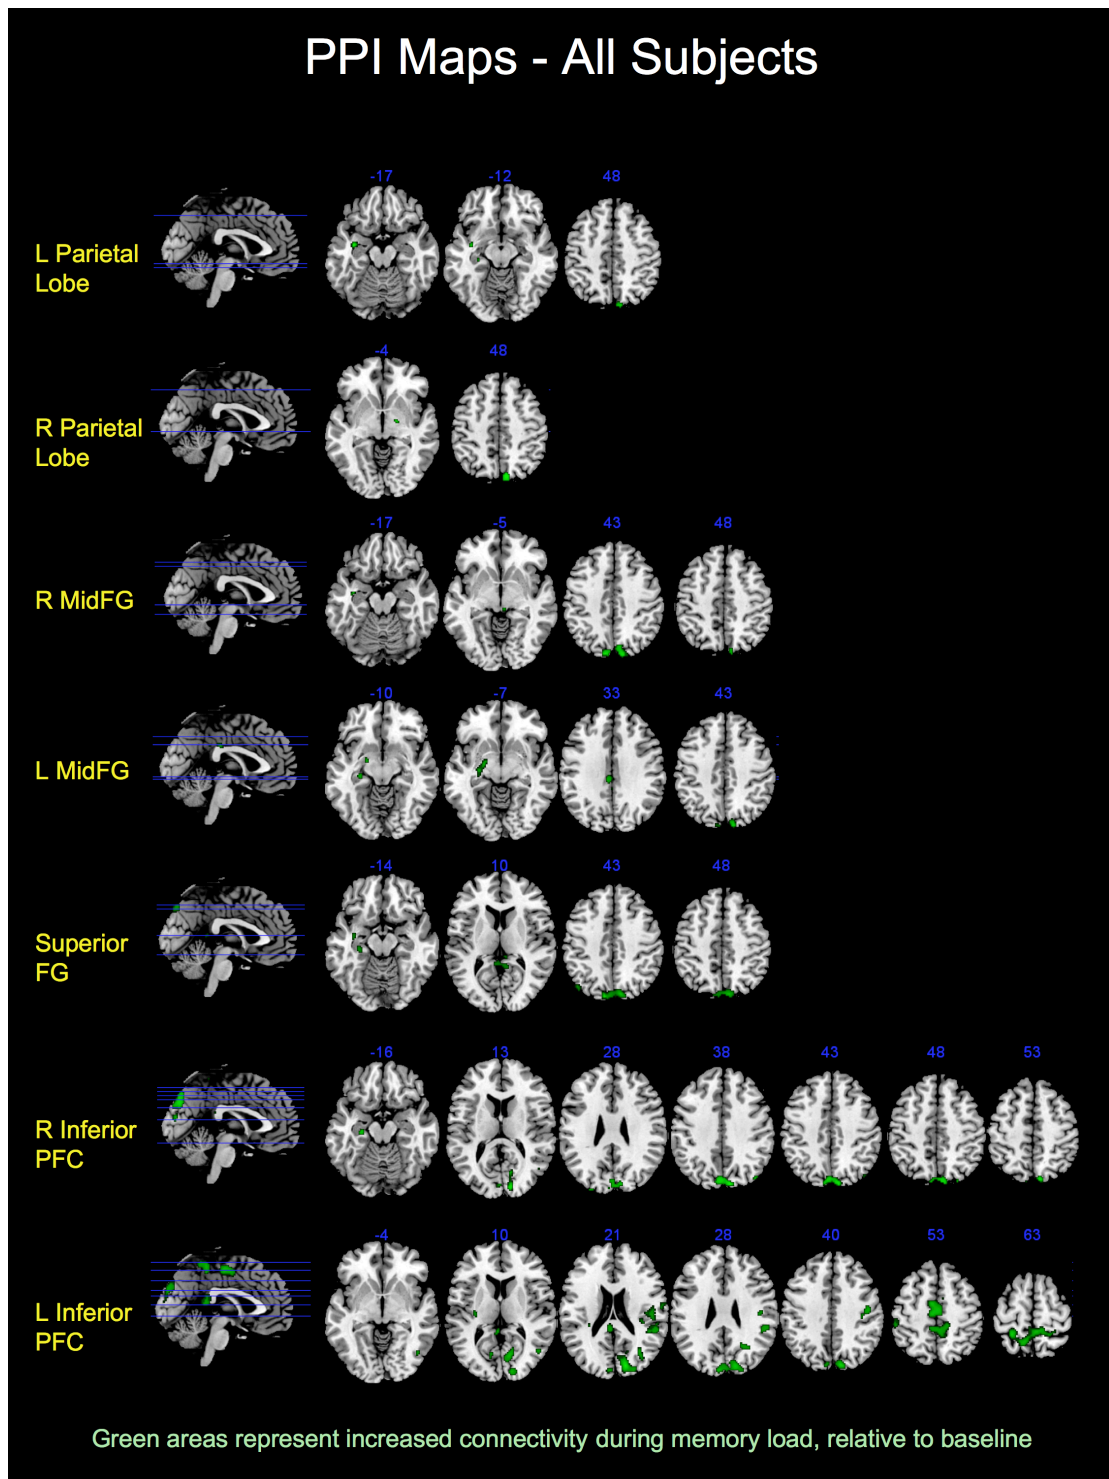 PPI Maps - All Subjects
-17 -12 48
L Parietal
Lobe
-4 48
R Parietal
Lobe
-17 -5 43 48
R MidFG
-10 -7 33 43
L MidFG
-14 10 43 48
Superior
FG
-16 13 28 38 43 48 53
R Inferior
PFC
-4 10 21 28 40 53 63
L Inferior
PFC
Green areas represent increased connectivity during memory load, relative to baseline